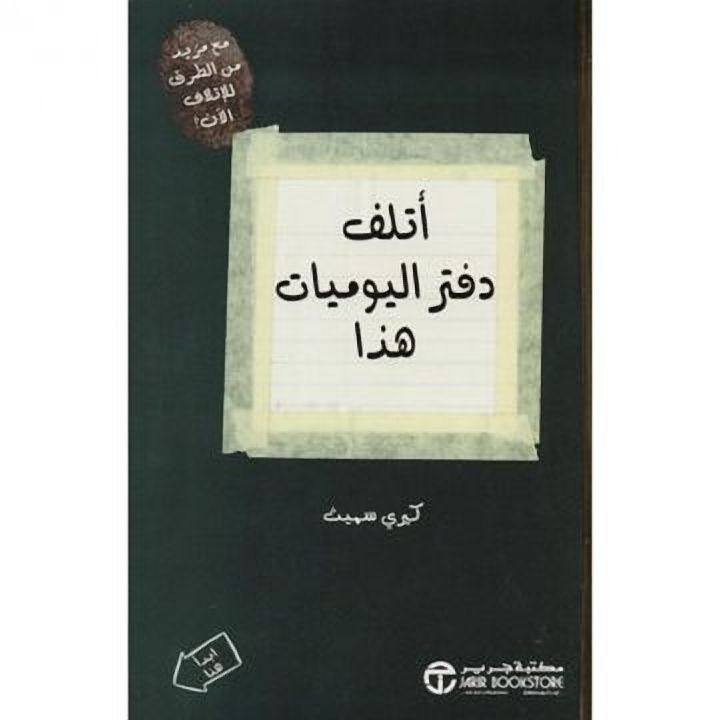 مع مزيد
من الطرق
للإتلاف
الآن!
أتلف
دفتر اليوميات
هذا
كيري سميث
ابدأ
هنا
مكتبة جرير
JARIR BOOKSTORE